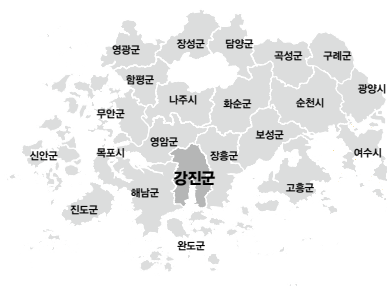 장성군
담양군
영광군
곡성군
구례군
함평군
광양시
나주시
화순군
순천시
무안군
보성군
영암군
신안군
목포시
장흥군
여수시
강진군
해남군
고흥군
진도군
완도군